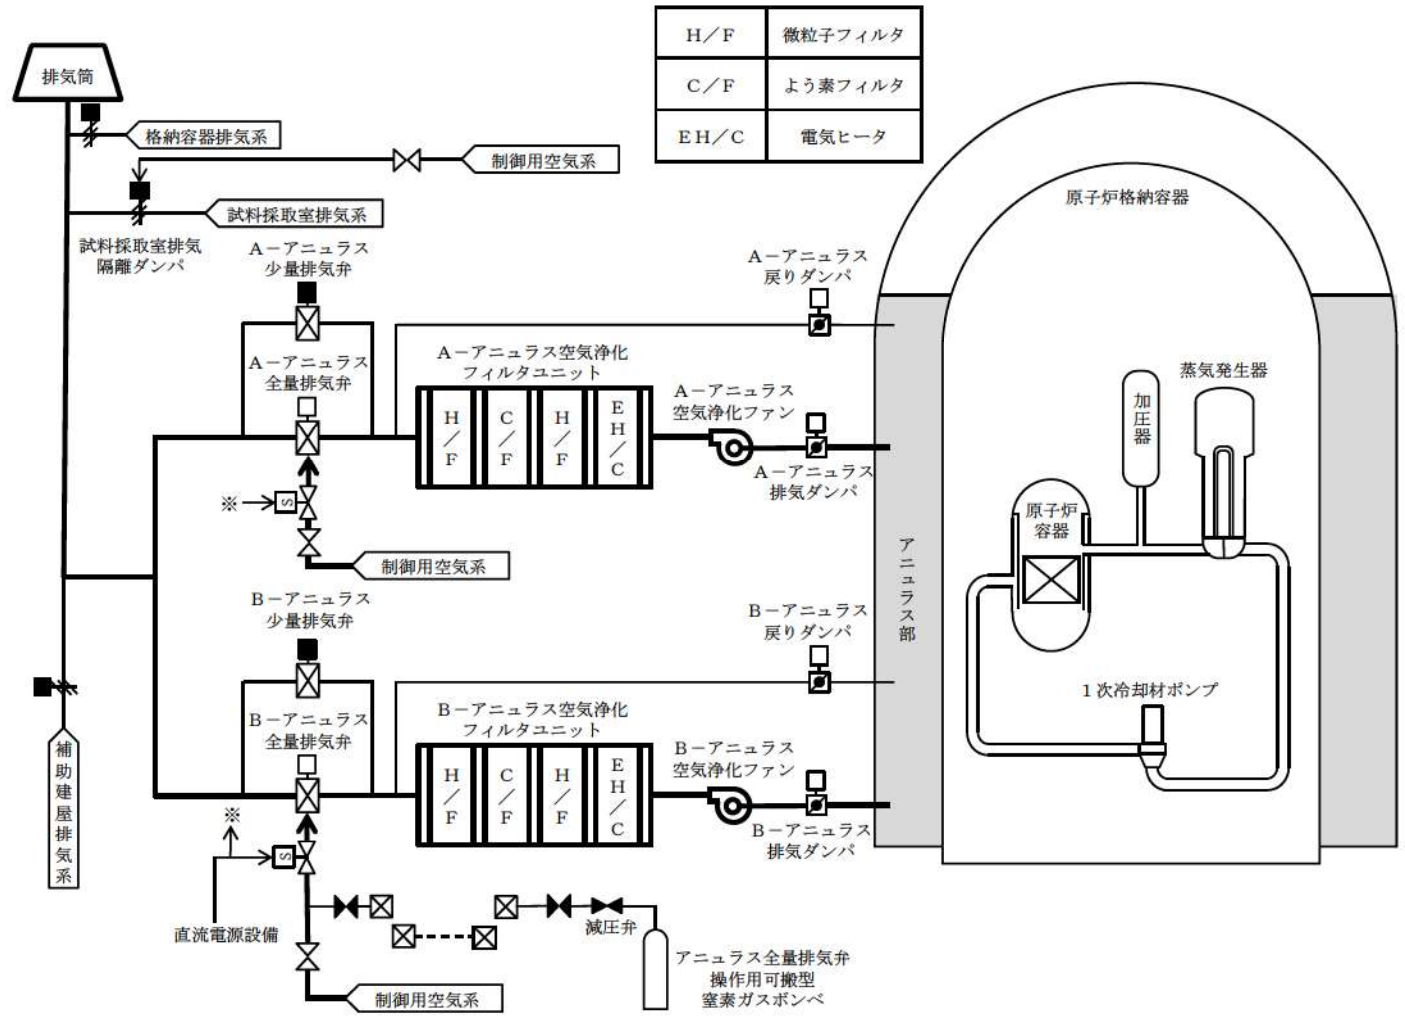 H／F 微粒子フィルタ
C／F よう素フィルタ
EH／C 電気ヒータ
排気筒
格納容器排気系
制御用空気系
試料採取室排気系
試料採取室排気
隔離ダンパ
A－アニュラス
少量排気弁
A－アニュラス
全量排気弁
※
S
制御用空気系
A－アニュラス空気浄化
フィルタユニット
H／F
C／F
H／F
EH／C
A－アニュラス
戻りダンパ
A－アニュラス
空気浄化ファン
A－アニュラス
排気ダンパ
原子炉格納容器
蒸気発生器
加圧器
原子炉
容器
アニュラス部
1次冷却材ポンプ
B－アニュラス
少量排気弁
B－アニュラス
全量排気弁
B－アニュラス空気浄化
フィルタユニット
H／F
C／F
H／F
EH／C
B－アニュラス
戻りダンパ
B－アニュラス
空気浄化ファン
B－アニュラス
排気ダンパ
補助建屋排気系
※
S
直流電源設備
減圧弁
アニュラス全量排気弁
操作用可搬型
窒素ガスボンベ
制御用空気系